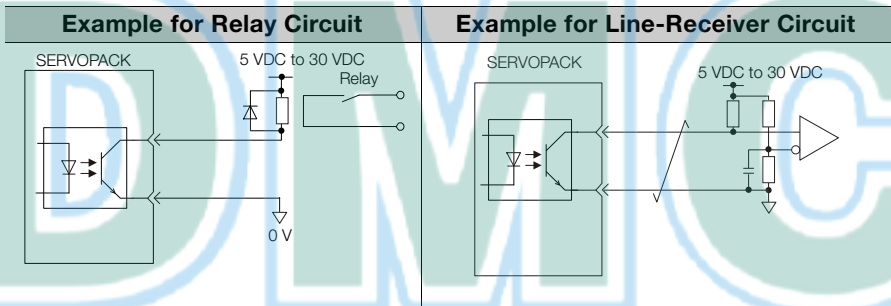 Example for Relay Circuit
Example for Line-Receiver Circuit
SERVOPACK
5 VDC to 30 VDC
Relay
0 V
SERVOPACK
5 VDC to 30 VDC
DMC